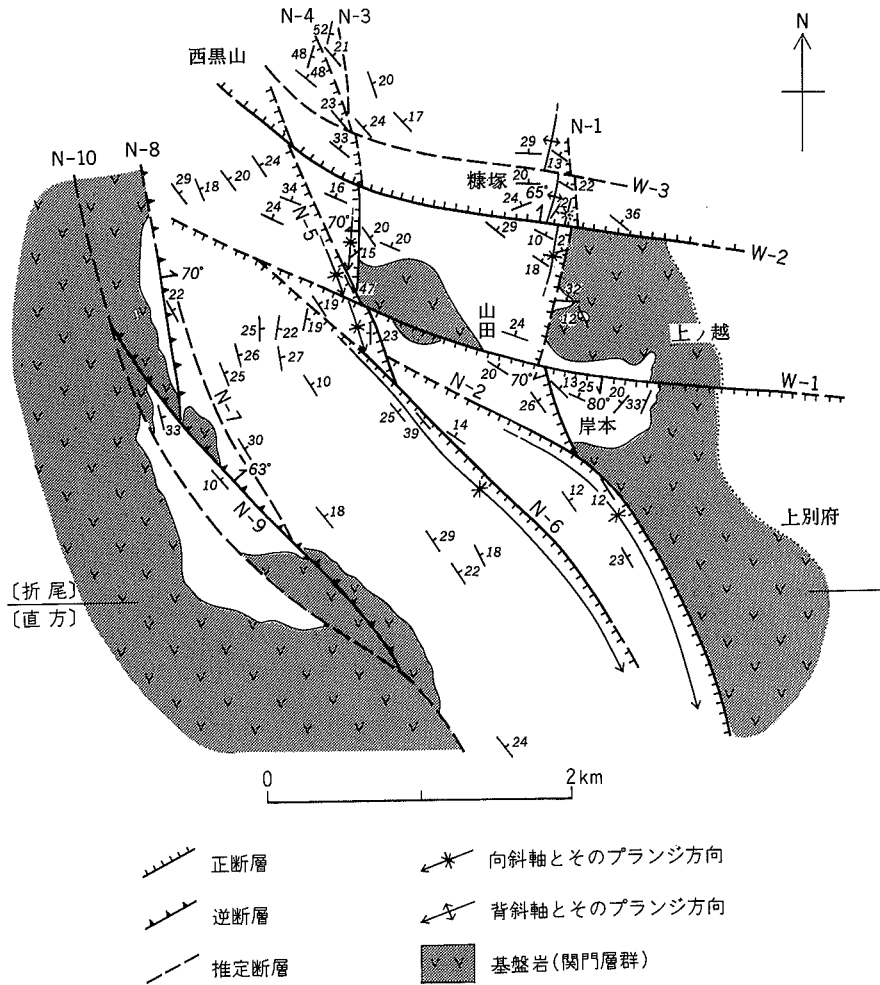 N-4 N-3
N
西黒山
52
48
21
48
20
23
24
17
33
29
N-1
13
N-10 N-8
糠塚
20
65°
22
W-3
29
18
20
24
16
34
24
24
36
N-5
70°
20
20
29
10
2
W-2
15
18
70°
22
47
32
12
山田
上ノ越
19
19
25
22
23
24
26
27
20
70°
13
25
20
33
W-1
25
10
N-2
26
80°
岸本
N-7
25
39
14
33
30
63°
10
12
12
N-9
18
N-6
上別府
29
18
23
22
〔折尾〕
〔直方〕
24
0 2km
正断層
向斜軸とそのプランジ方向
逆断層
背斜軸とそのプランジ方向
推定断層
基盤岩(関門層群)